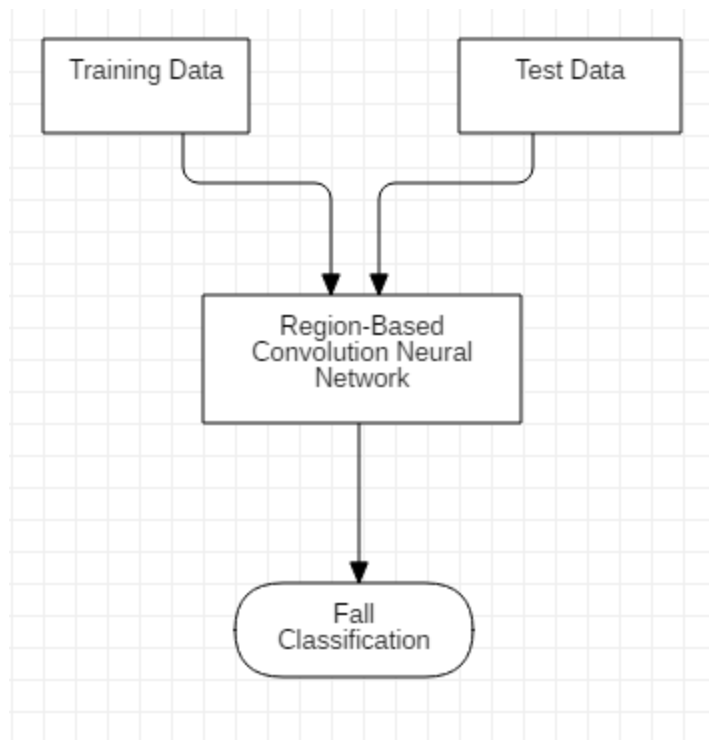 Training Data
Test Data
Region-Based
Convolution Neural
Network
Fall
Classification